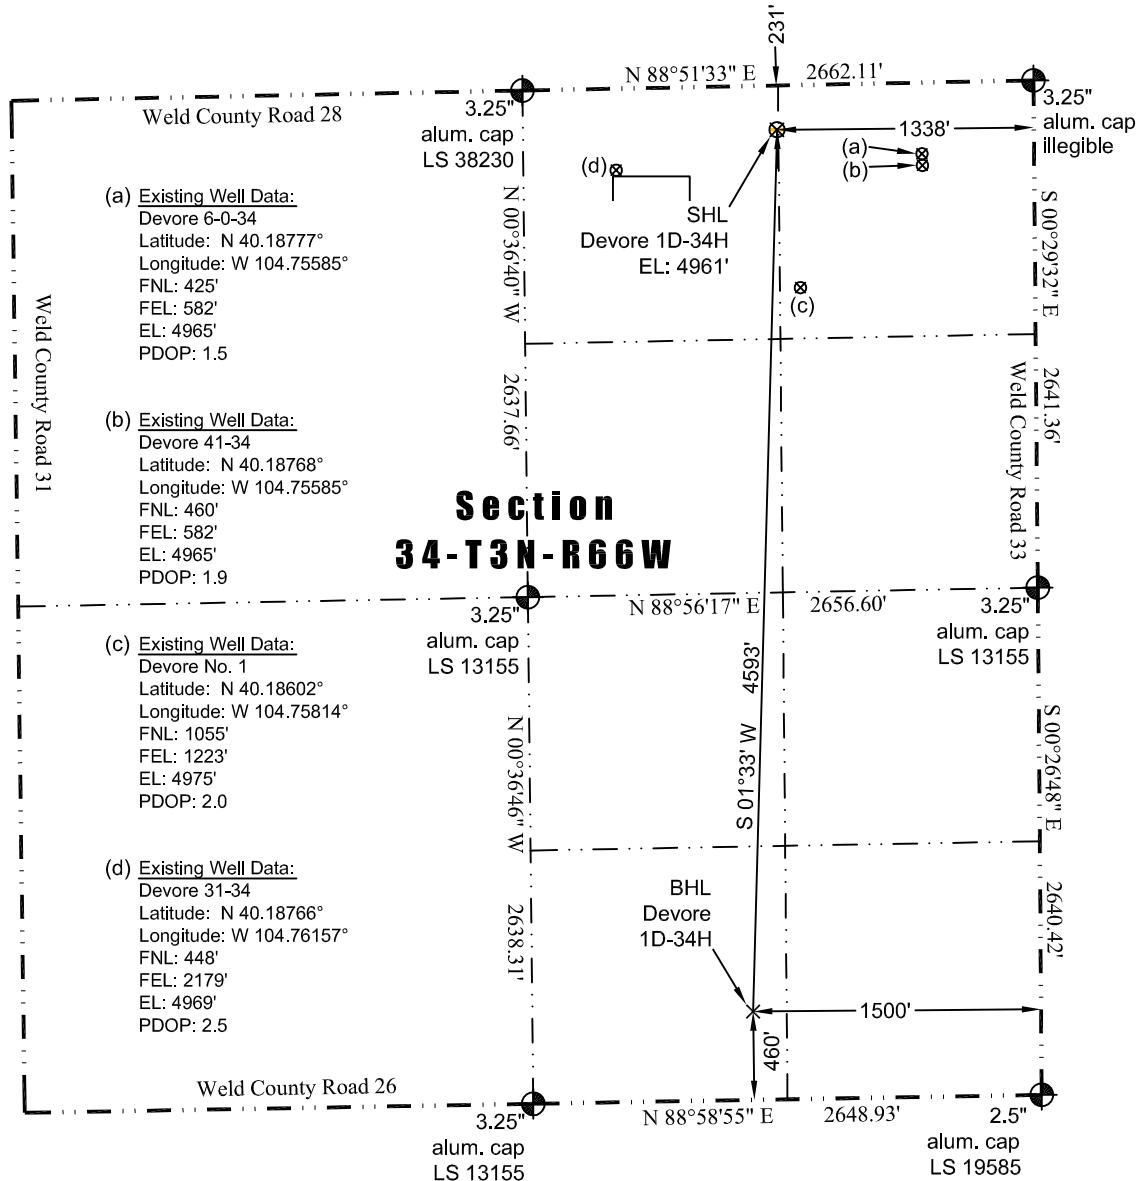 231'
N 88°51'33" E 2662.11'
Weld County Road 28
3.25"
alum. cap
LS 38230
3.25"
alum. cap
illegible
1338'
(a)
(b)
(d)
SHL
Devore 1D-34H
EL: 4961'
(c)
N 00°36'40" W
2637.66'
S 00°29'32" E
2641.36'
Weld County Road 33
Weld County Road 31
(a) Existing Well Data:
Devore 6-0-34
Latitude: N 40.18777°
Longitude: W 104.75585°
FNL: 425'
FEL: 582'
EL: 4965'
PDOP: 1.5
(b) Existing Well Data:
Devore 41-34
Latitude: N 40.18768°
Longitude: W 104.75585°
FNL: 460'
FEL: 582'
EL: 4965'
PDOP: 1.9
Section
34-T3N-R66W
N 88°56'17" E 2656.60'
3.25"
alum. cap
LS 13155
3.25"
alum. cap
LS 13155
(c) Existing Well Data:
Devore No. 1
Latitude: N 40.18602°
Longitude: W 104.75814°
FNL: 1055'
FEL: 1223'
EL: 4975'
PDOP: 2.0
S 01°33' W 4593'
N 00°36'46" W
2638.31'
S 00°26'48" E
2640.42'
(d) Existing Well Data:
Devore 31-34
Latitude: N 40.18766°
Longitude: W 104.76157°
FNL: 448'
FEL: 2179'
EL: 4969'
PDOP: 2.5
BHL
Devore
1D-34H
1500'
460'
Weld County Road 26
N 88°58'55" E 2648.93'
3.25"
alum. cap
LS 13155
2.5"
alum. cap
LS 19585